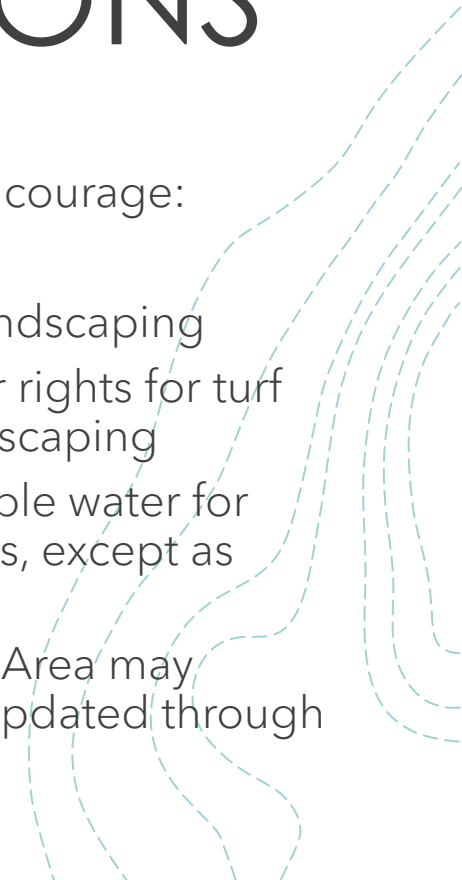 ONS
courage:
ndscaping
r rights for turf
scaping
ble water for
s, except as
Area may
pdated through